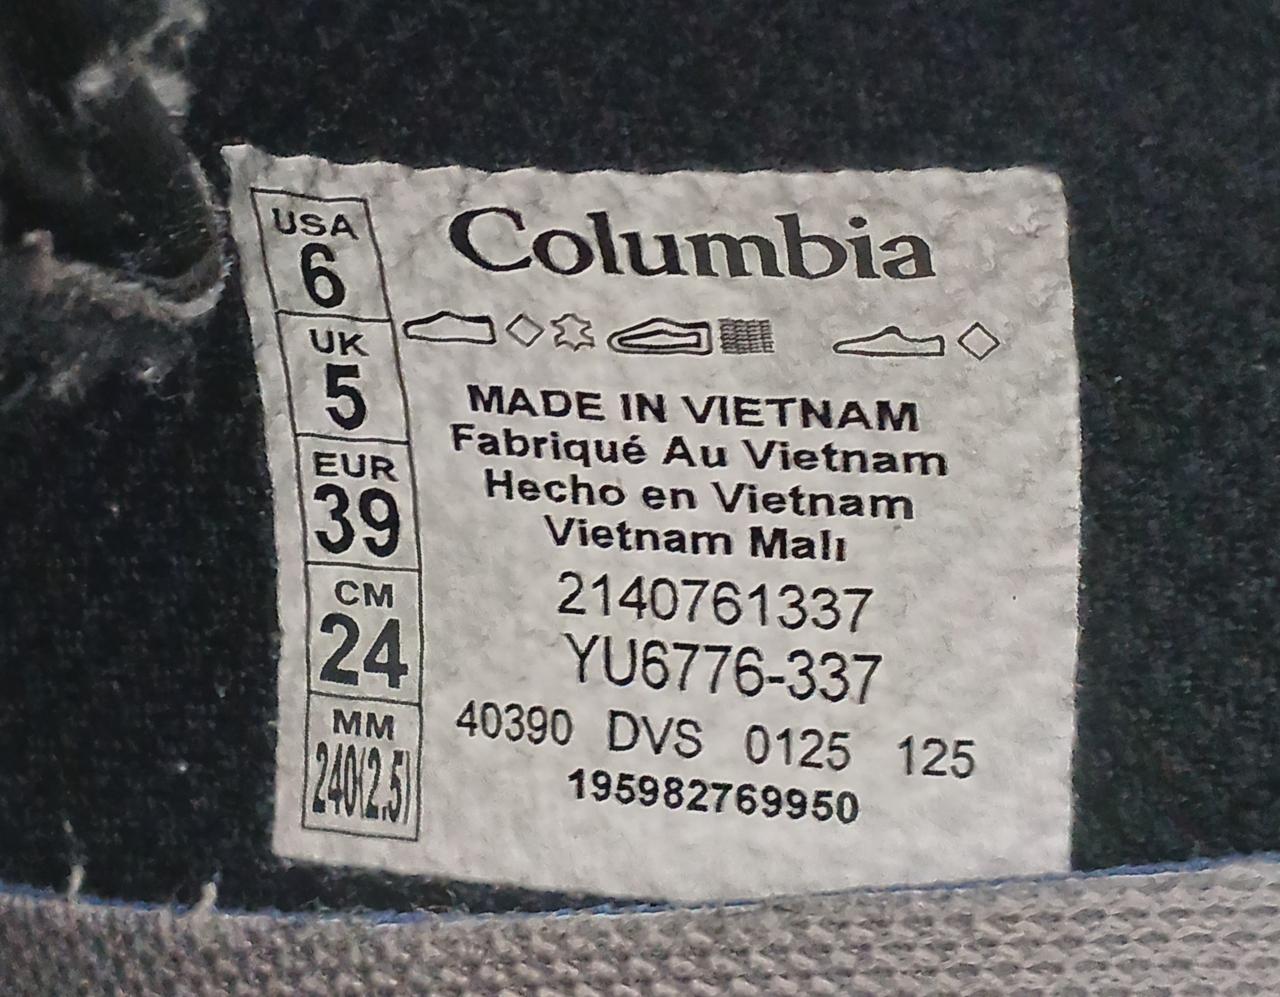 USA
6
UK
5
EUR
39
CM
24
MM
240(2.5)
Columbia
MADE IN VIETNAM
Fabriqué Au Vietnam
Hecho en Vietnam
Vietnam Malı
2140761337
YU6776-337
40390 DVS 0125 125
195982769950